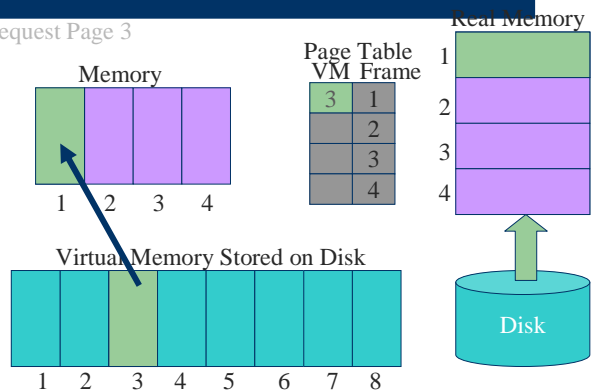 equest Page 3
Real Memory
Page Table
VM Frame
Memory
3 1
2
3
4
1
2
3
4
1 2 3 4
Virtual Memory Stored on Disk
Disk
1 2 3 4 5 6 7 8